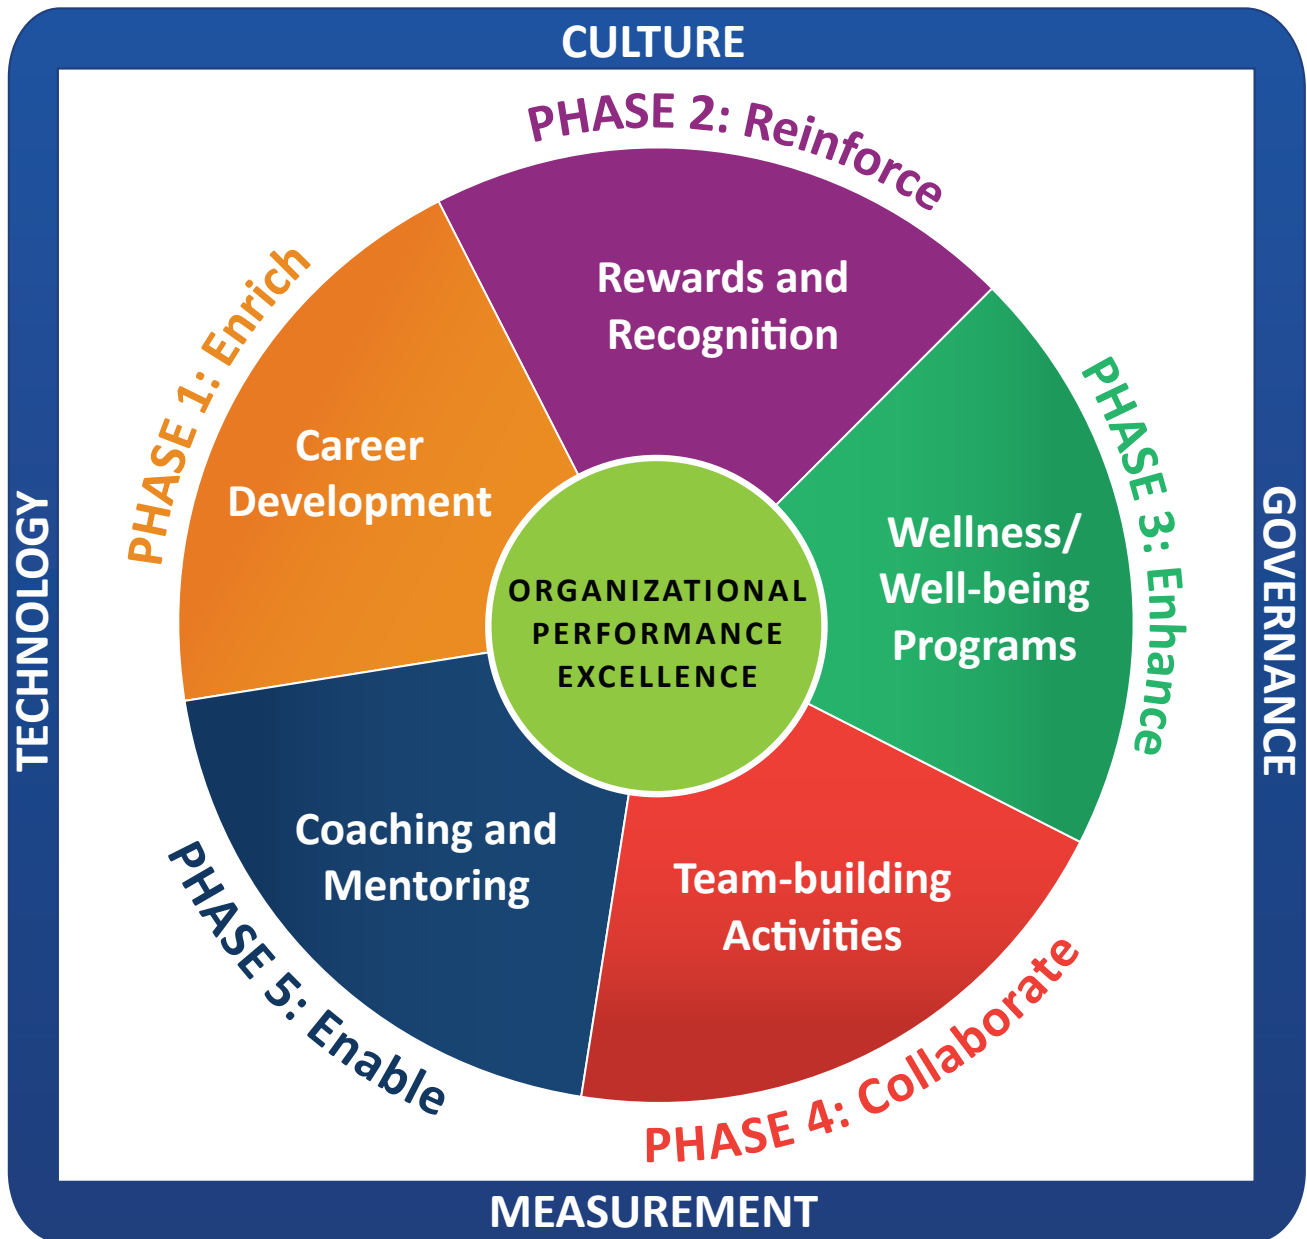 CULTURE
PHASE 1: Enrich
Career
Development
PHASE 2: Reinforce
Rewards and
Recognition
PHASE 3: Enhance
Wellness/
Well-being
Programs
PHASE 4: Collaborate
Team-building
Activities
PHASE 5: Enable
Coaching and
Mentoring
ORGANIZATIONAL
PERFORMANCE
EXCELLENCE
TECHNOLOGY
GOVERNANCE
MEASUREMENT